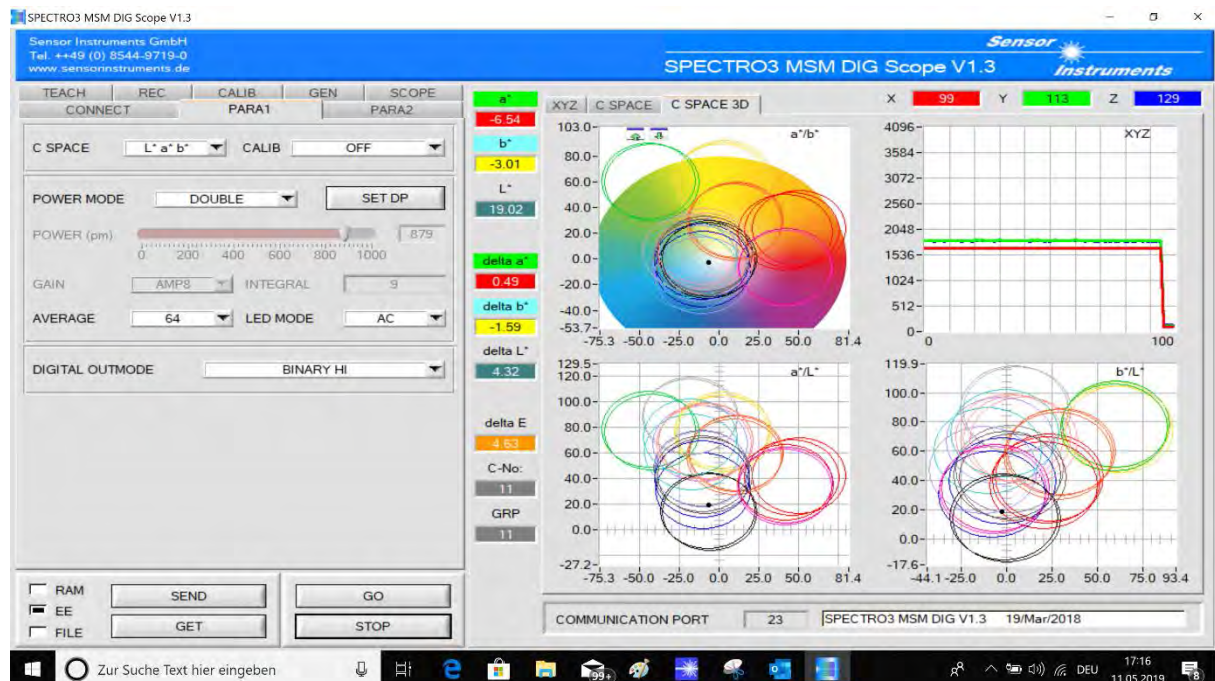 SPECTRO3 MSM DIG Scope V1.3
Sensor Instruments GmbH
Tel. ++49 (0) 8544-9719-0
www.sensorinstruments.de
SPECTRO3 MSM DIG Scope V1.3
Sensor
Instruments
TEACH REC CALIB GEN SCOPE
CONNECT PARA1 PARA2
C SPACE L* a* b* CALIB OFF
POWER MODE DOUBLE SET DP
POWER (pm) 879
0 200 400 600 800 1000
GAIN AMP8 INTEGRAL 9
AVERAGE 64 LED MODE AC
DIGITAL OUTMODE BINARY HI
RAM
EE
FILE
SEND
GET
GO
STOP
a*
-6.54
b*
-3.01
L*
19.02
delta a*
0.49
delta b*
-1.59
delta L*
4.32
delta E
4.63
C-No:
11
GRP
11
XYZ C SPACE C SPACE 3D
X 99 Y 113 Z 129
a*/b*
103.0
80.0
60.0
40.0
20.0
0.0
-20.0
-40.0
-53.7
-75.3 -50.0 -25.0 0.0 25.0 50.0 81.4
XYZ
4096
3584
3072
2560
2048
1536
1024
512
0
0 100
a*/L*
129.5
120.0
100.0
80.0
60.0
40.0
20.0
0.0
-27.2
-75.3 -50.0 -25.0 0.0 25.0 50.0 81.4
b*/L*
119.9
100.0
80.0
60.0
40.0
20.0
0.0
-17.6
-44.1 -25.0 0.0 25.0 50.0 75.0 93.4
COMMUNICATION PORT 23 SPECTRO3 MSM DIG V1.3 19/Mar/2018
Zur Suche Text hier eingeben
99+
DEU
17:16
11.05.2019
8